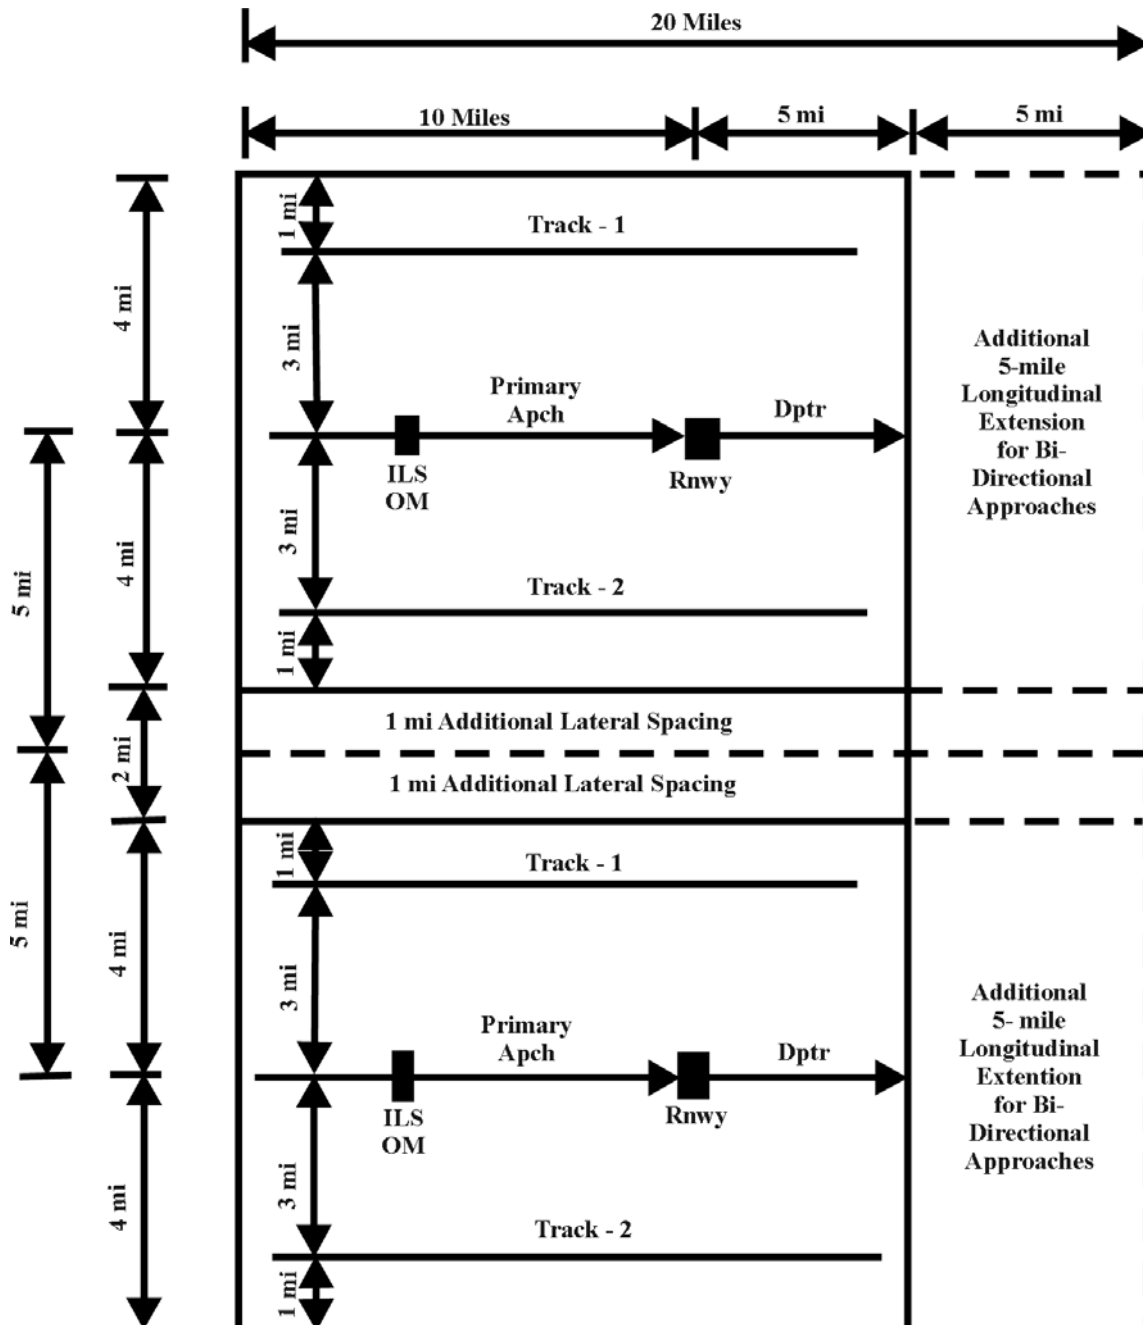 20 Miles
10 Miles
5 mi
5 mi
1 mi
Track - 1
4 mi
3 mi
Additional
5-mile
Longitudinal
Extension
for Bi-
Directional
Approaches
Primary
Apch
Dptr
ILS
OM
Rnwy
3 mi
4 mi
5 mi
Track - 2
1 mi
1 mi Additional Lateral Spacing
2 mi
1 mi Additional Lateral Spacing
1 mi
Track - 1
5 mi
4 mi
3 mi
Additional
5- mile
Longitudinal
Extention
for Bi-
Directional
Approaches
Primary
Apch
Dptr
ILS
OM
Rnwy
3 mi
4 mi
Track - 2
1 mi